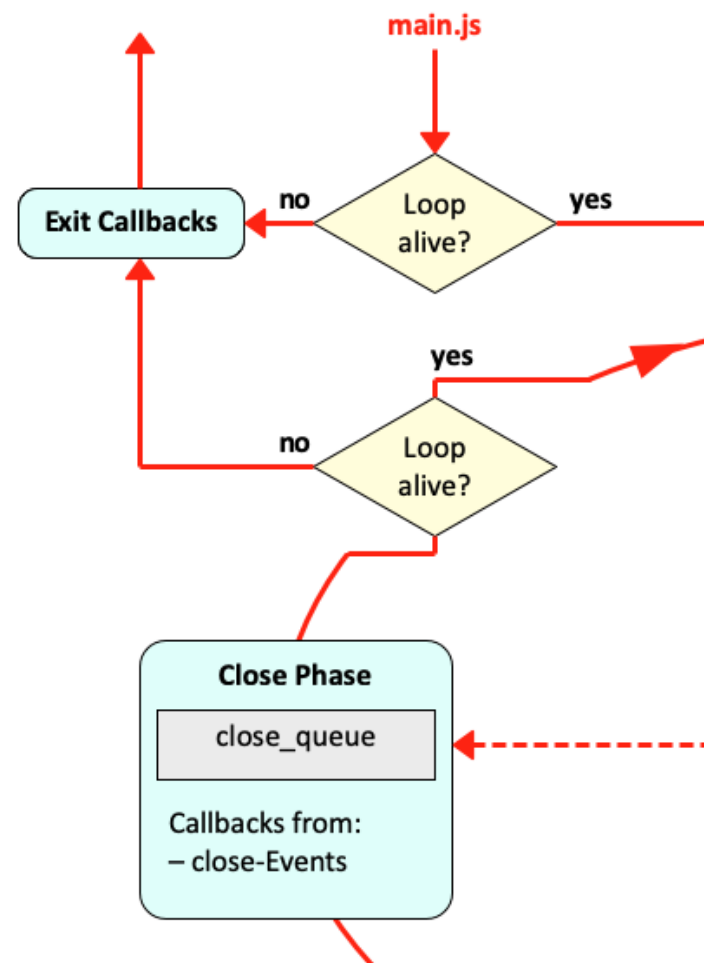 main.js
no
Loop
alive?
yes
Exit Callbacks
yes
no
Loop
alive?
Close Phase
close_queue
Callbacks from:
– close-Events